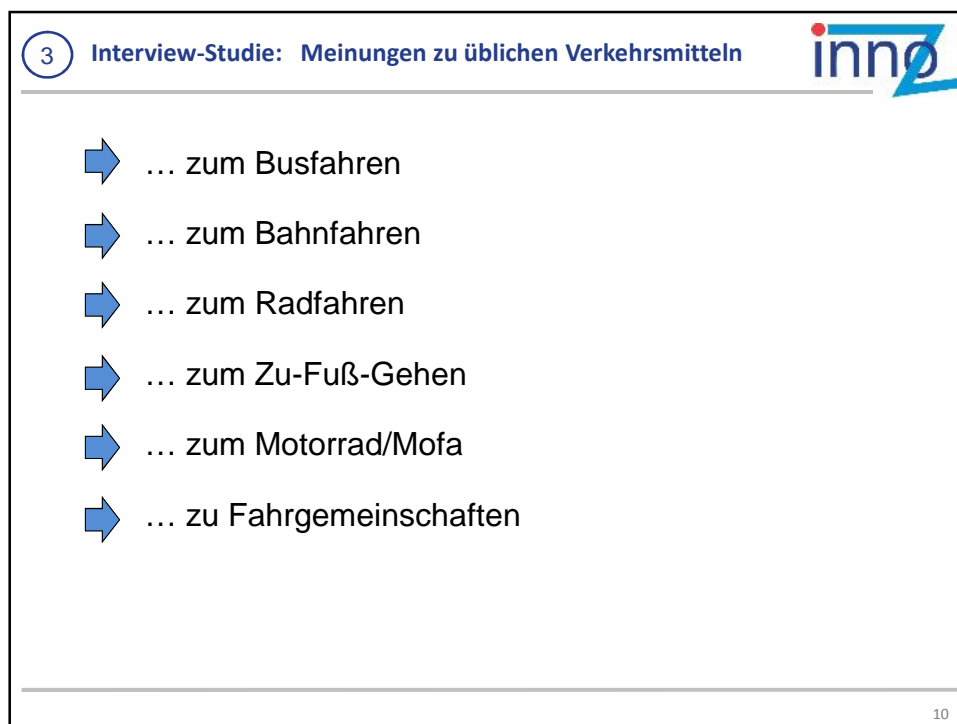 3 Interview-Studie: Meinungen zu üblichen Verkehrsmitteln
innoZ
… zum Busfahren
… zum Bahnfahren
… zum Radfahren
… zum Zu-Fuß-Gehen
… zum Motorrad/Mofa
… zu Fahrgemeinschaften
10